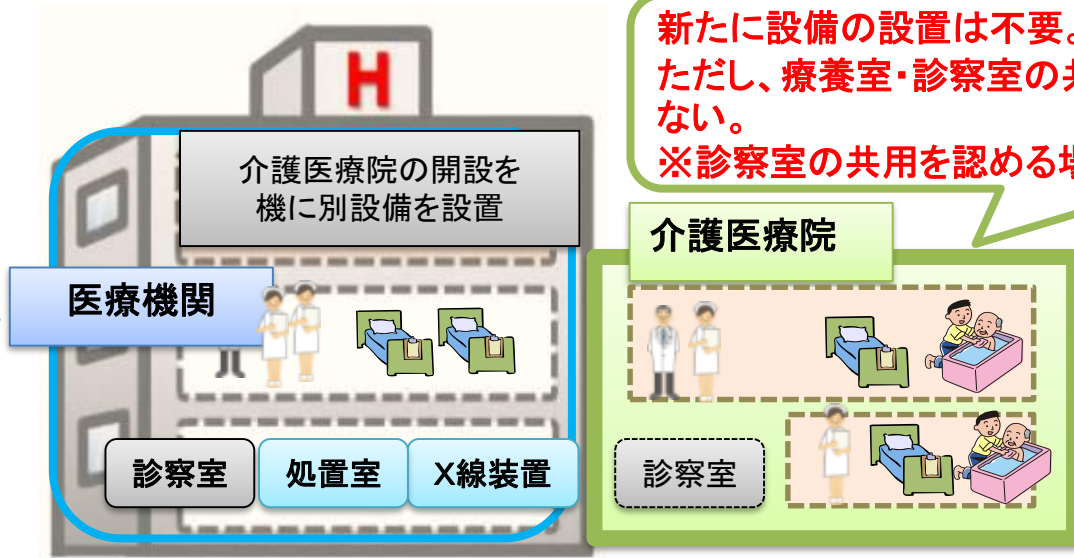 H
新たに設備の設置は不要。
ただし、療養室・診察室の
ない。
※診察室の共用を認める
介護医療院の開設を
機に別設備を設置
介護医療院
医療機関
診察室
処置室
X線装置
診察室